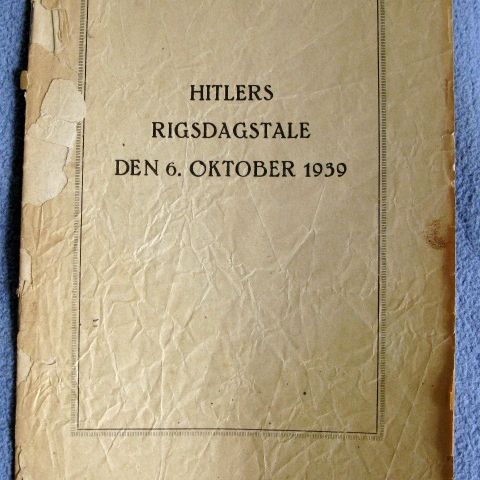 HITLERS
RIGSDAGSTALE
DEN 6. OKTOBER 1939